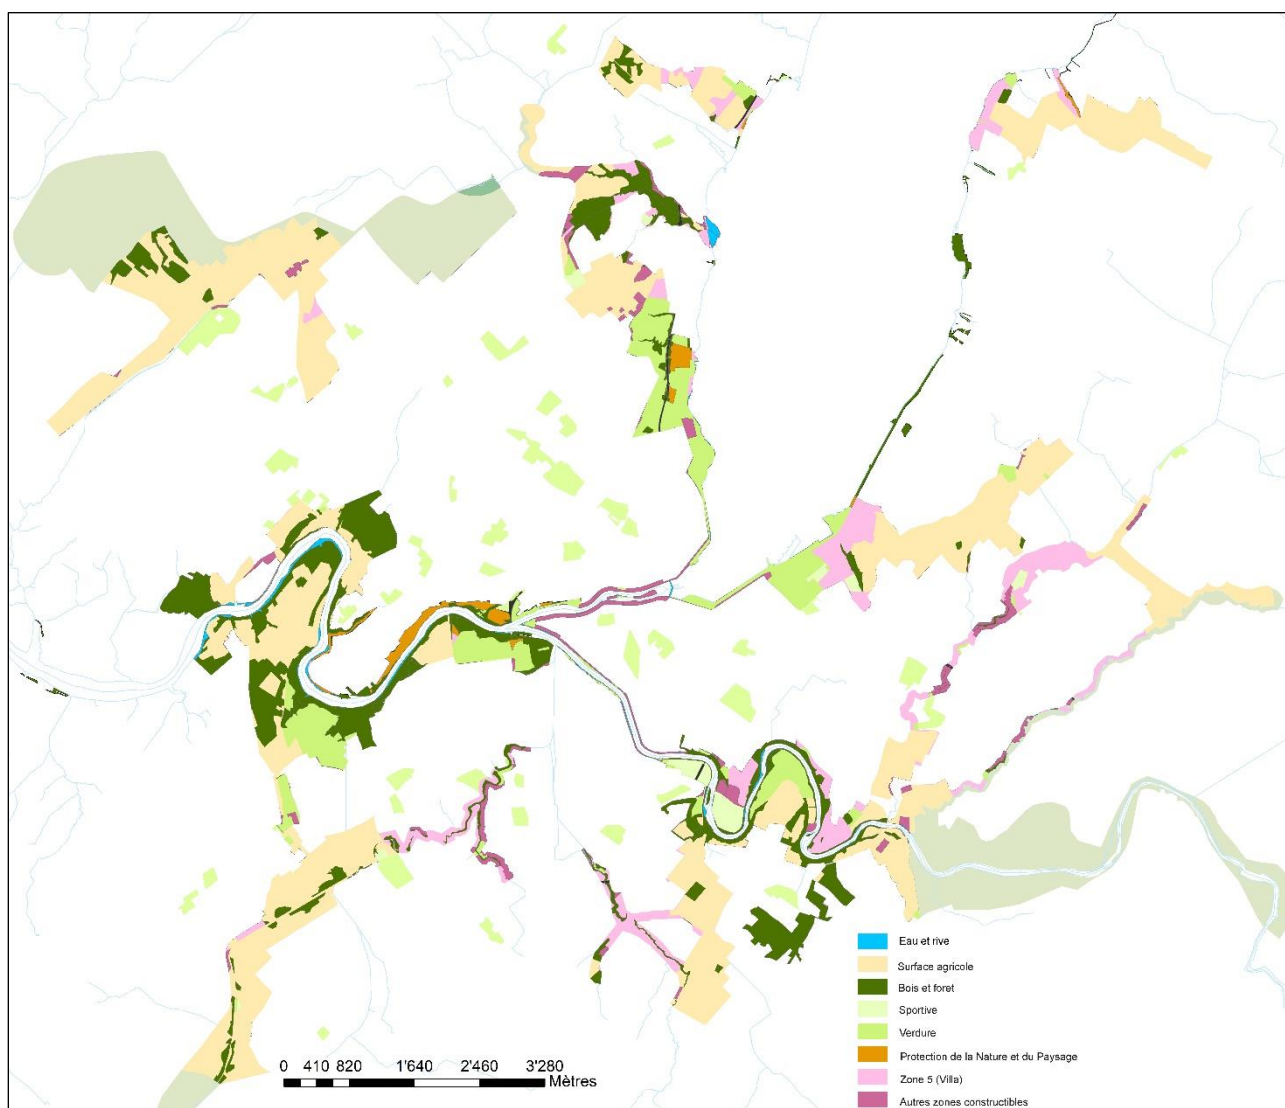 Eau et rive
Surface agricole
Bois et foret
Sportive
Verdure
Protection de la Nature et du Paysage
Zone 5 (Villa)
Autres zones constructibles
0 410 820 1'640 2'460 3'280
Mètres